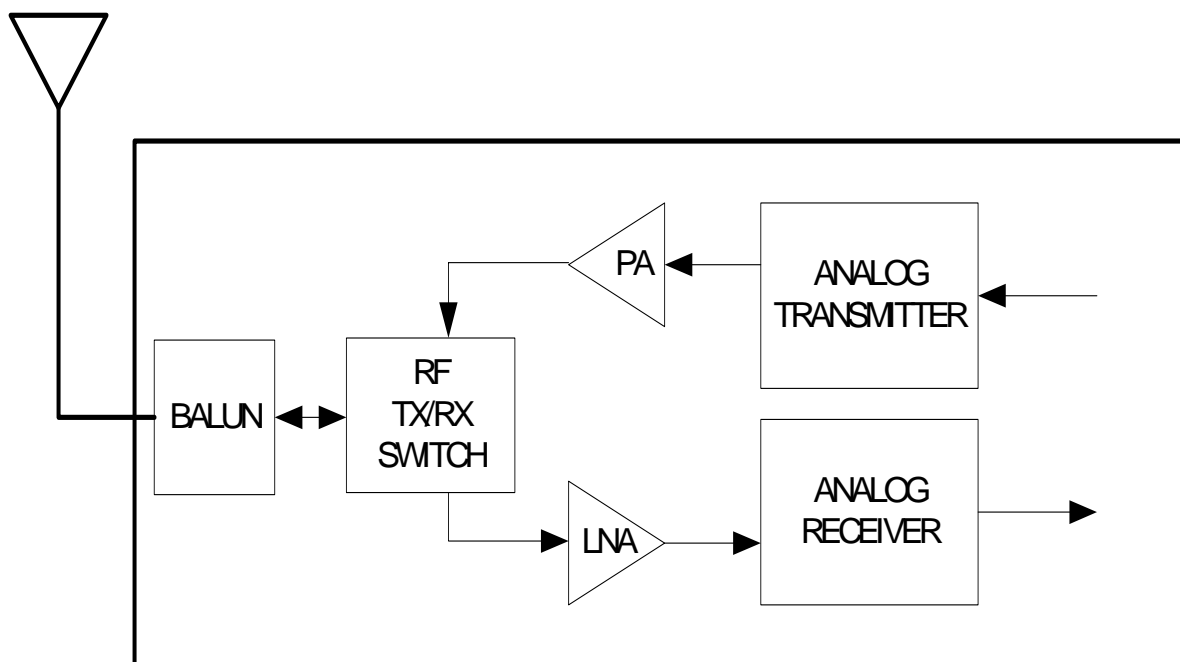 PA
ANALOG
TRANSMITTER
BALUN
RF
TX/RX
SWITCH
LNA
ANALOG
RECEIVER